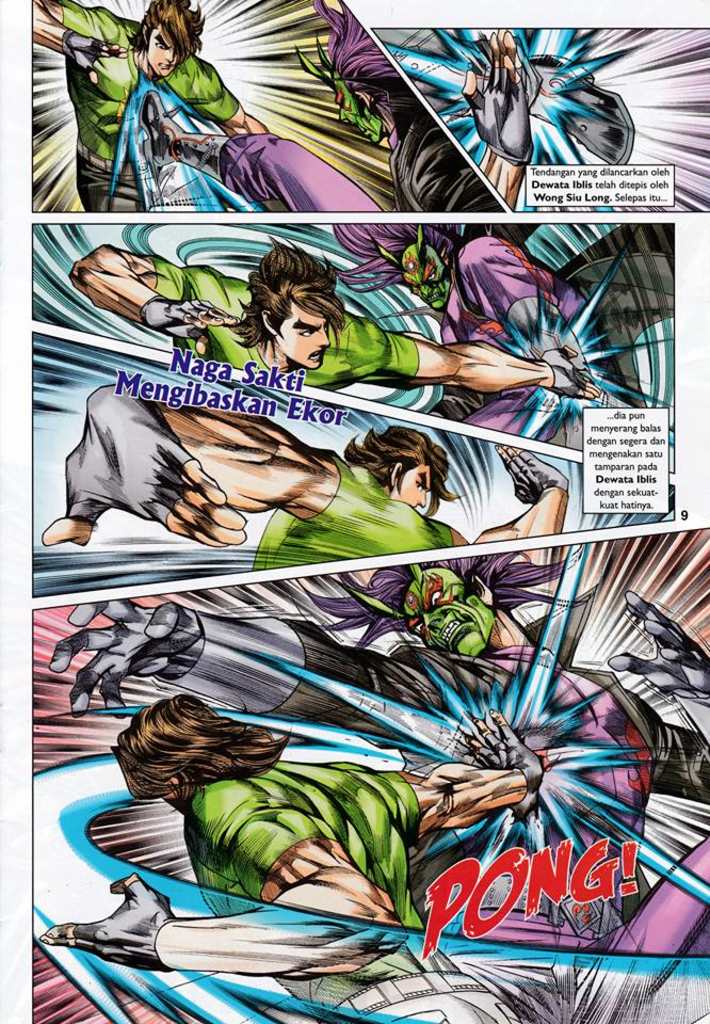 Tendangan yang dilancarkan oleh
Dewata Iblis telah ditepis oleh
Wong Siu Long. Selepas itu...
Naga Sakti
Mengibaskan Ekor
...dia pun
menyerang balas
dengan segera dan
mengenakan satu
tamparan pada
Dewata Iblis
dengan sekuat-
kuat hatinya.
9
PONG!